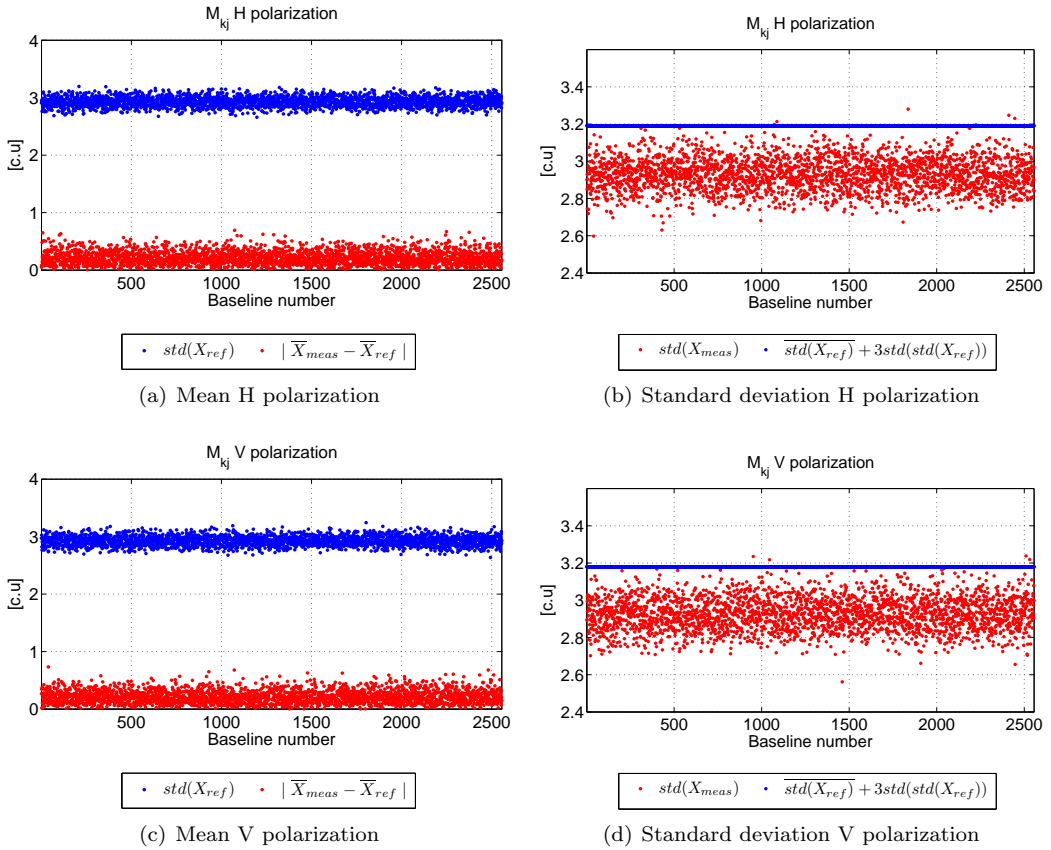 M_kj H polarization
4
3
2
1
0
[c.u]
500 1000 1500 2000 2500
Baseline number
• std(X_ref) • | X̅_meas − X̅_ref |
(a) Mean H polarization
M_kj H polarization
3.4
3.2
3
2.8
2.6
2.4
[c.u]
500 1000 1500 2000 2500
Baseline number
• std(X_meas) • \overline{std(X_ref)} + 3std(std(X_ref))
(b) Standard deviation H polarization
M_kj V polarization
4
3
2
1
0
[c.u]
500 1000 1500 2000 2500
Baseline number
• std(X_ref) • | X̅_meas − X̅_ref |
(c) Mean V polarization
M_kj V polarization
3.4
3.2
3
2.8
2.6
2.4
[c.u]
500 1000 1500 2000 2500
Baseline number
• std(X_meas) • \overline{std(X_ref)} + 3std(std(X_ref))
(d) Standard deviation V polarization